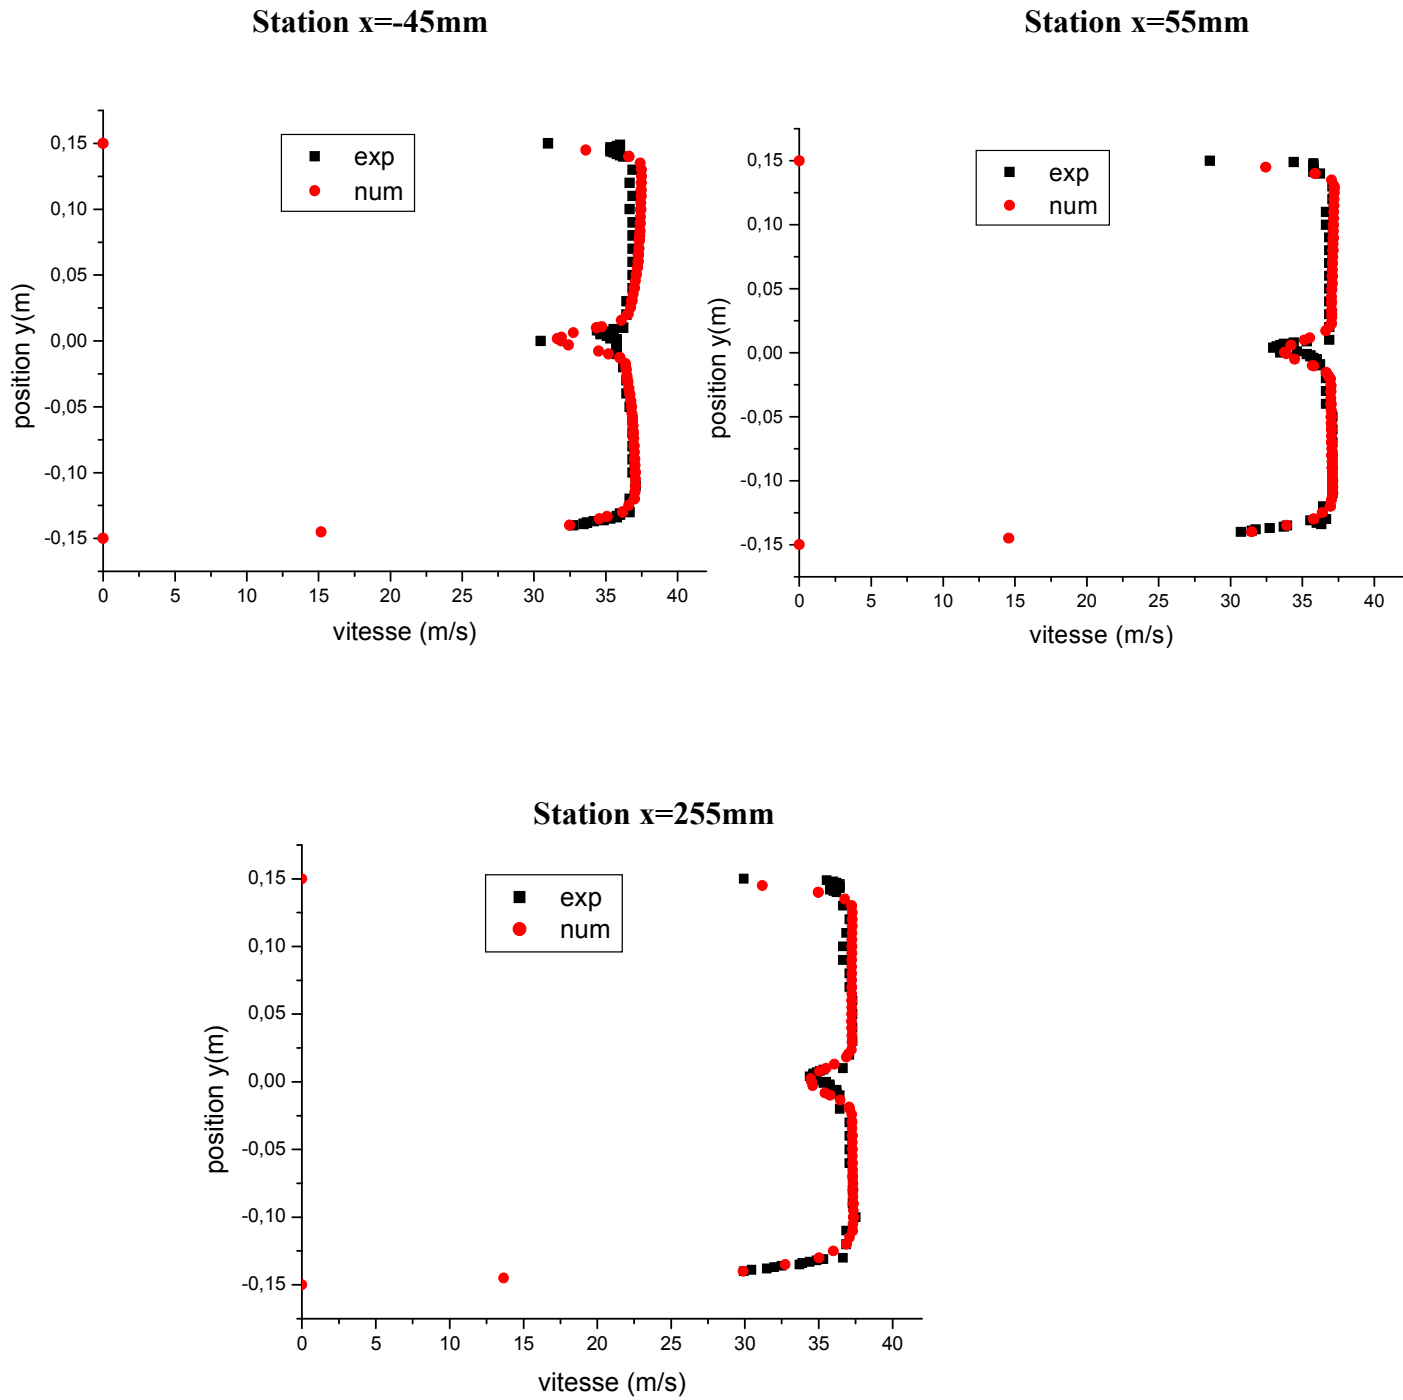 Station x=-45mm
Station x=55mm
0,15
0,10
0,05
0,00
-0,05
-0,10
-0,15
position y(m)
exp
num
0 5 10 15 20 25 30 35 40
vitesse (m/s)
0,15
0,10
0,05
0,00
-0,05
-0,10
-0,15
position y(m)
exp
num
0 5 10 15 20 25 30 35 40
vitesse (m/s)
Station x=255mm
0,15
0,10
0,05
0,00
-0,05
-0,10
-0,15
position y(m)
exp
num
0 5 10 15 20 25 30 35 40
vitesse (m/s)